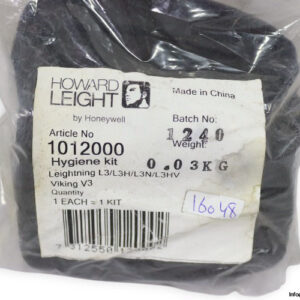 HOWARD
LEIGHT
by Honeywell
Made in China
Batch No:
1240
Article No
1012000
Weight:
0.03KG
Hygiene kit
Leightning L3/L3H/L3N/L3HV
Viking V3
Quantity
1 EACH = 1 KIT
16048